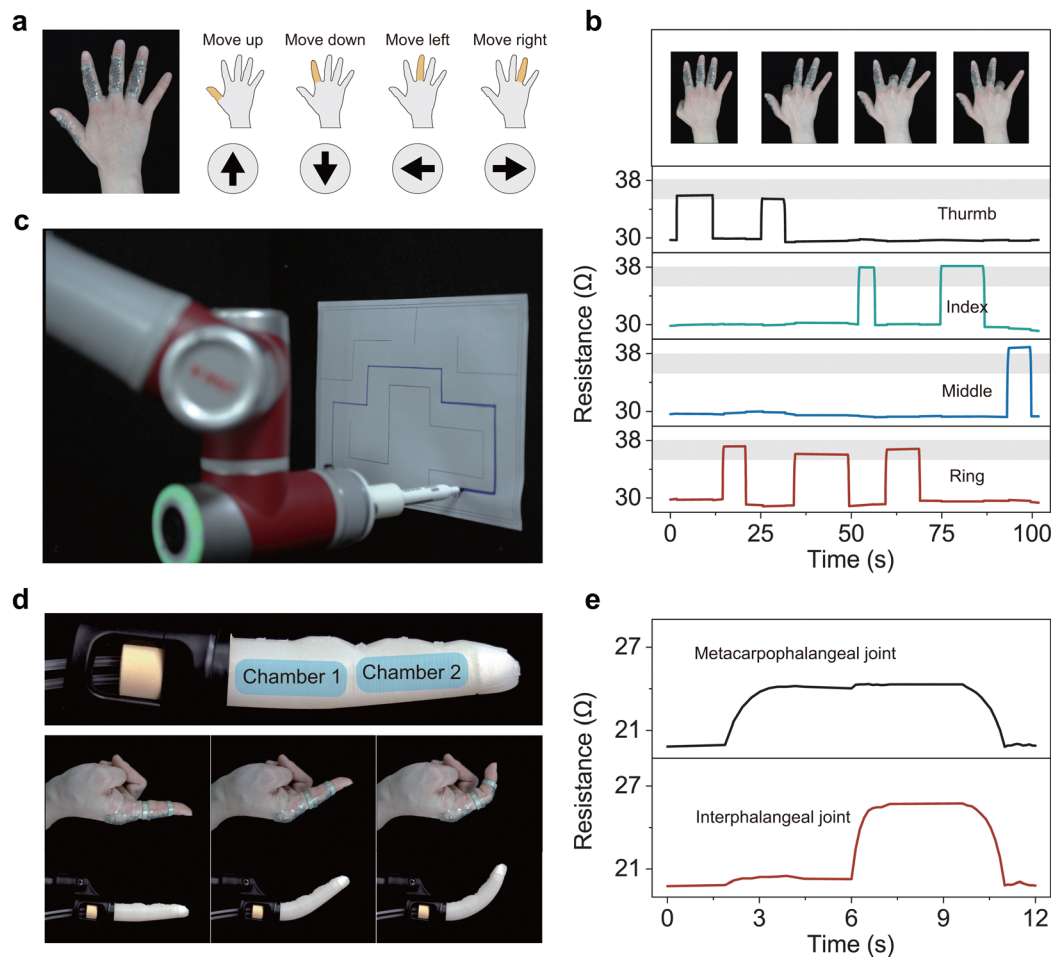 a
Move up
Move down
Move left
Move right
b
38
30
Thurmb
38
30
Index
38
30
Middle
38
30
Ring
Resistance (Ω)
0
25
50
75
100
Time (s)
c
d
Chamber 1
Chamber 2
e
27
21
Metacarpophalangeal joint
27
21
Interphalangeal joint
Resistance (Ω)
0
3
6
9
12
Time (s)